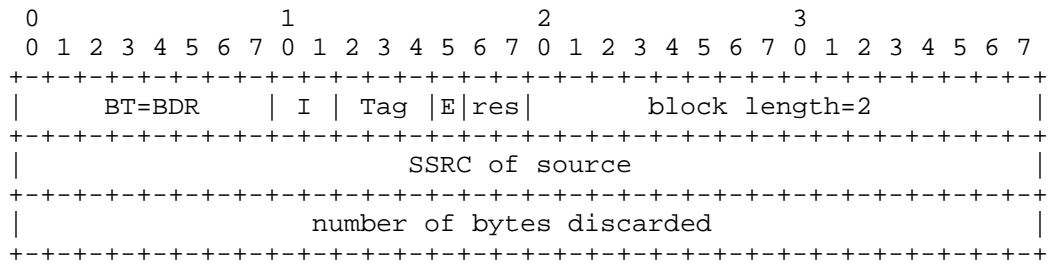 0                   1                   2                   3
 0 1 2 3 4 5 6 7 0 1 2 3 4 5 6 7 0 1 2 3 4 5 6 7 0 1 2 3 4 5 6 7
+-+-+-+-+-+-+-+-+-+-+-+-+-+-+-+-+-+-+-+-+-+-+-+-+-+-+-+-+-+-+-+-+
|     BT=BDR    | I | Tag |E|res|       block length=2          |
+-+-+-+-+-+-+-+-+-+-+-+-+-+-+-+-+-+-+-+-+-+-+-+-+-+-+-+-+-+-+-+-+
|                        SSRC of source                         |
+-+-+-+-+-+-+-+-+-+-+-+-+-+-+-+-+-+-+-+-+-+-+-+-+-+-+-+-+-+-+-+-+
|                  number of bytes discarded                    |
+-+-+-+-+-+-+-+-+-+-+-+-+-+-+-+-+-+-+-+-+-+-+-+-+-+-+-+-+-+-+-+-+